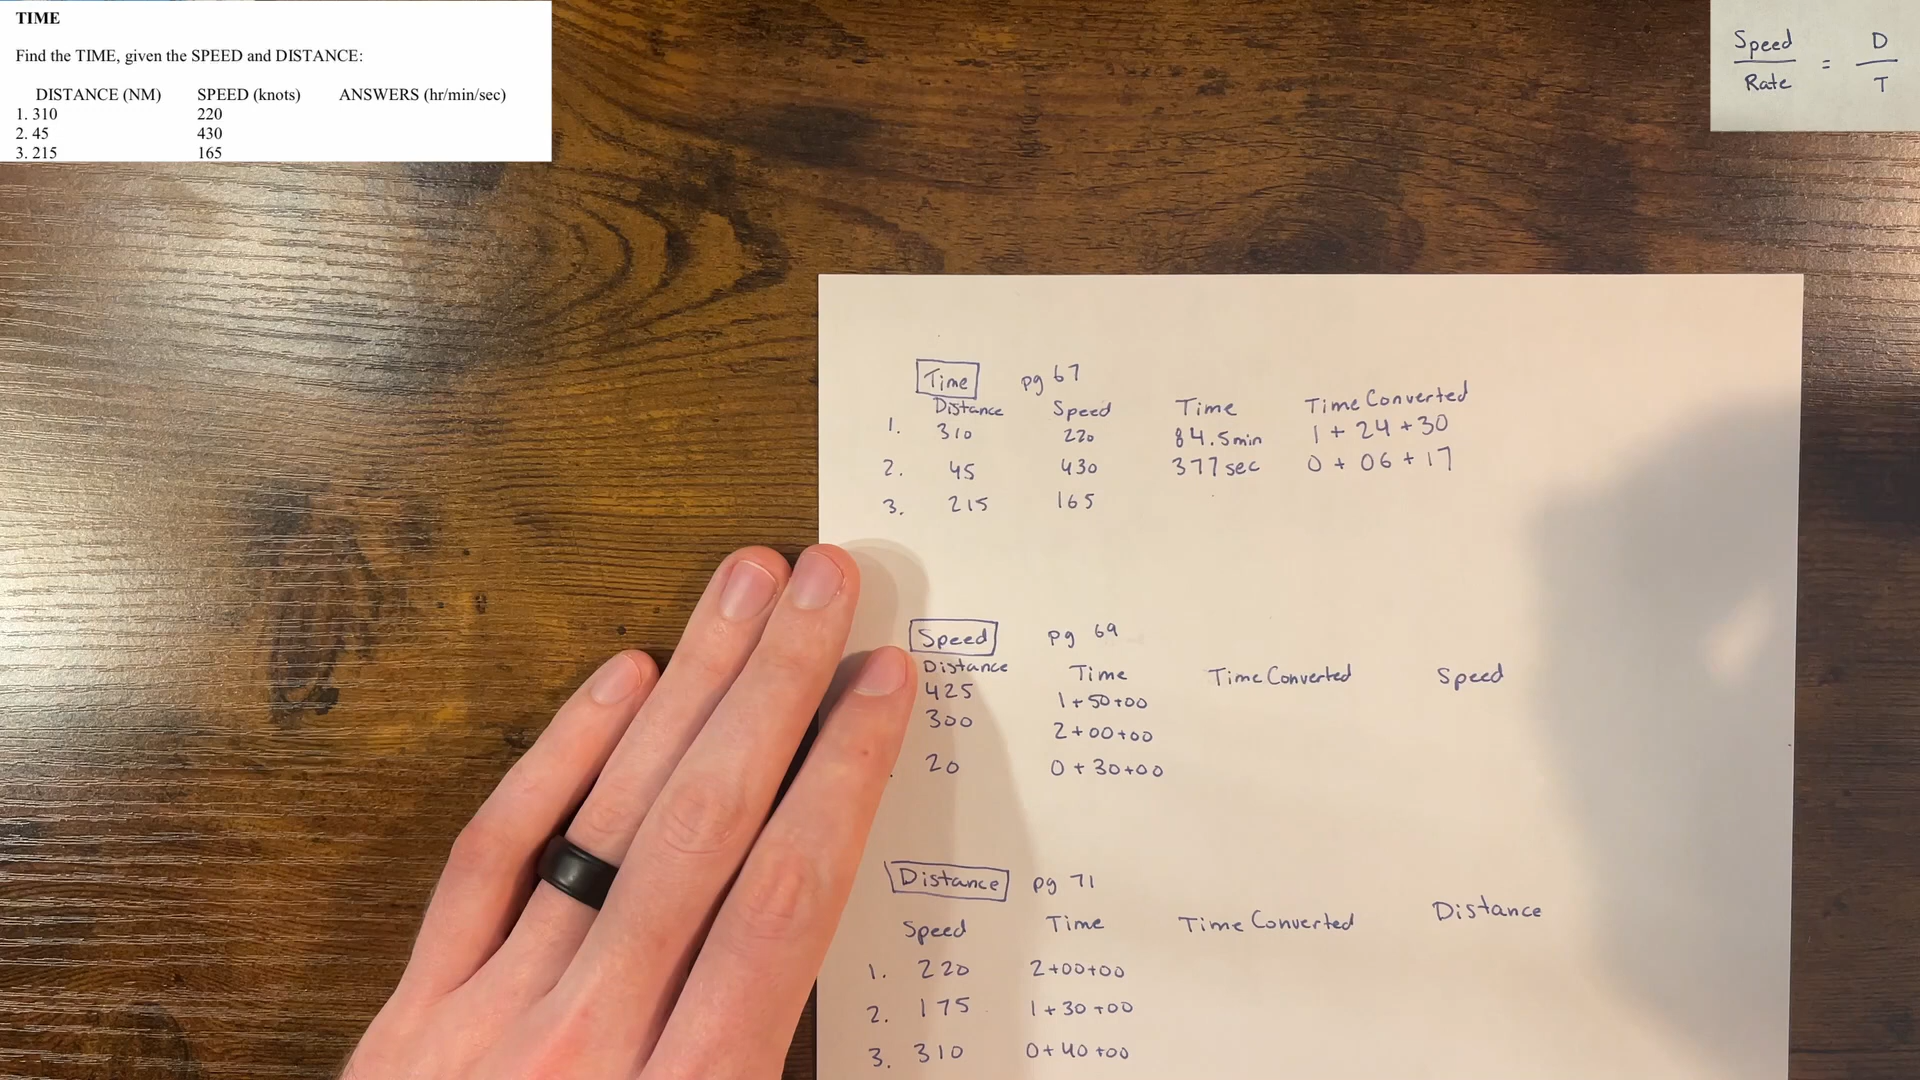 TIME
Find the TIME, given the SPEED and DISTANCE:
DISTANCE (NM) SPEED (knots) ANSWERS (hr/min/sec)
1. 310 220
2. 45 430
3. 215 165
Speed D
= 
Rate T
Time pg 67
Distance Speed Time Time Converted
1. 310 220 84.5min 1 + 24 + 30
2. 45 430 377 sec 0 + 06 + 17
3. 215 165
Speed pg 69
Distance Time Time Converted Speed
425 1 + 50 + 00
300 2 + 00 + 00
20 0 + 30 + 00
Distance pg 71
Speed Time Time Converted Distance
1. 220 2 + 00 + 00
2. 175 1 + 30 + 00
3. 310 0 + 40 + 00